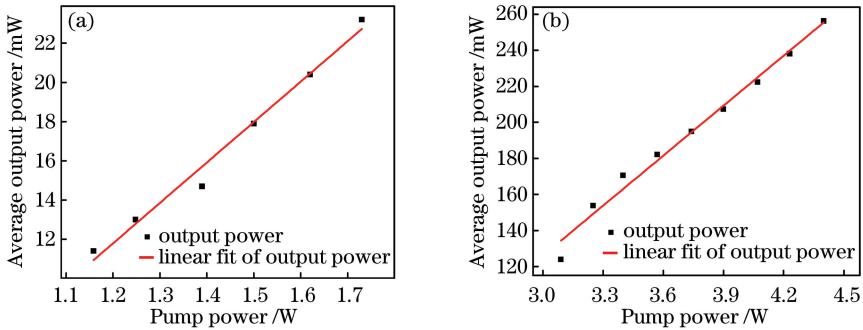 (a)
Average output power /mW
22
20
18
16
14
12
output power
linear fit of output power
1.1 1.2 1.3 1.4 1.5 1.6 1.7
Pump power /W
(b)
Average output power /mW
260
240
220
200
180
160
140
120
output power
linear fit of output power
3.0 3.3 3.6 3.9 4.2 4.5
Pump power /W